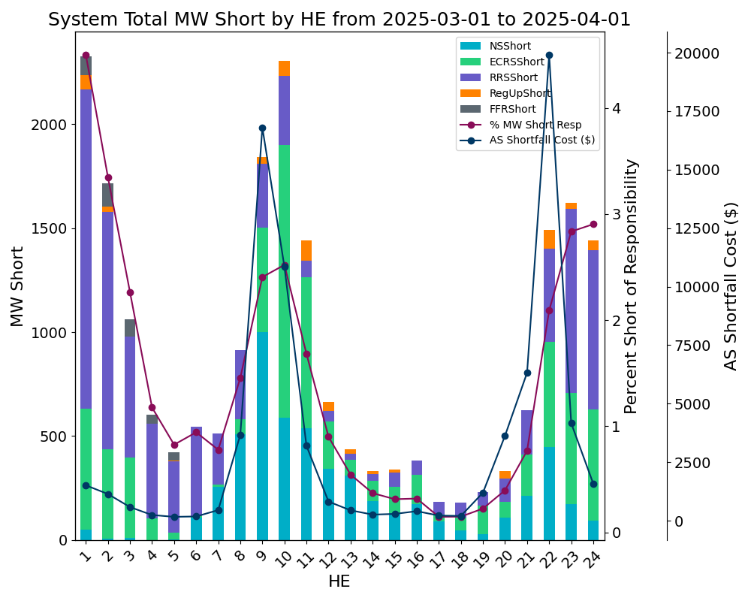 System Total MW Short by HE from 2025-03-01 to 2025-04-01
NSShort
ECRSShort
RRSShort
RegUpShort
FFRShort
% MW Short Resp
AS Shortfall Cost ($)
MW Short
2000
1500
1000
500
0
4
3
2
1
0
Percent Short of Responsibility
20000
17500
15000
12500
10000
7500
5000
2500
0
AS Shortfall Cost ($)
1 2 3 4 5 6 7 8 9 10 11 12 13 14 15 16 17 18 19 20 21 22 23 24
HE